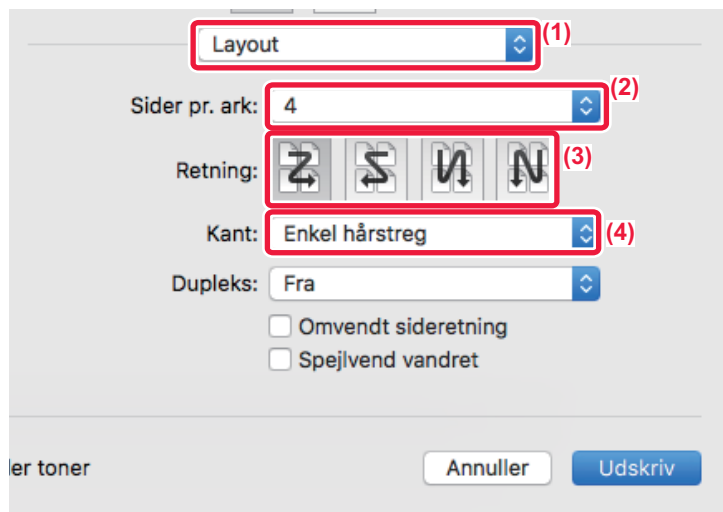 Layout (1)
Sider pr. ark: 4 (2)
Retning: (3)
Kant: Enkel hårstreg (4)
Dupleks: Fra
Omvendt sideretning
Spejlvend vandret
ler toner Annuller Udskriv